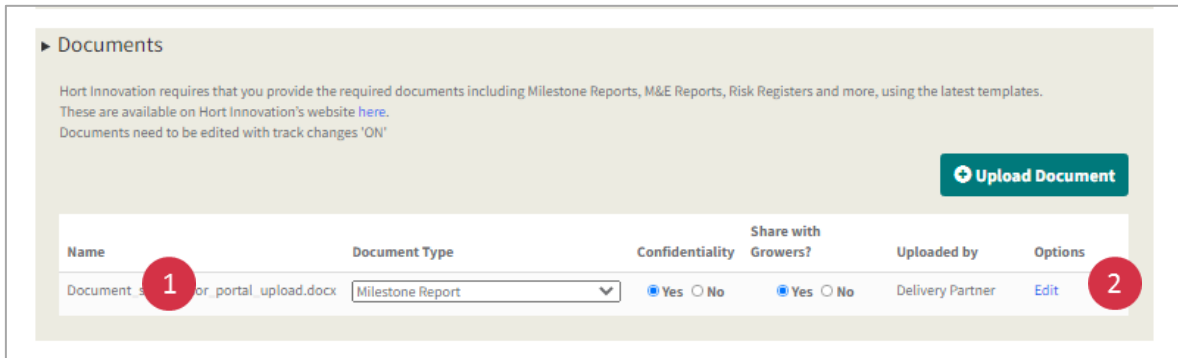 Documents
Hort Innovation requires that you provide the required documents including Milestone Reports, M&E Reports, Risk Registers and more, using the latest templates.
These are available on Hort Innovation's website here.
Documents need to be edited with track changes 'ON'
Upload Document
Name Document Type Confidentiality Share with Growers? Uploaded by Options
Document_s or_portal_upload.docx Milestone Report Yes No Yes No Delivery Partner Edit
1
2